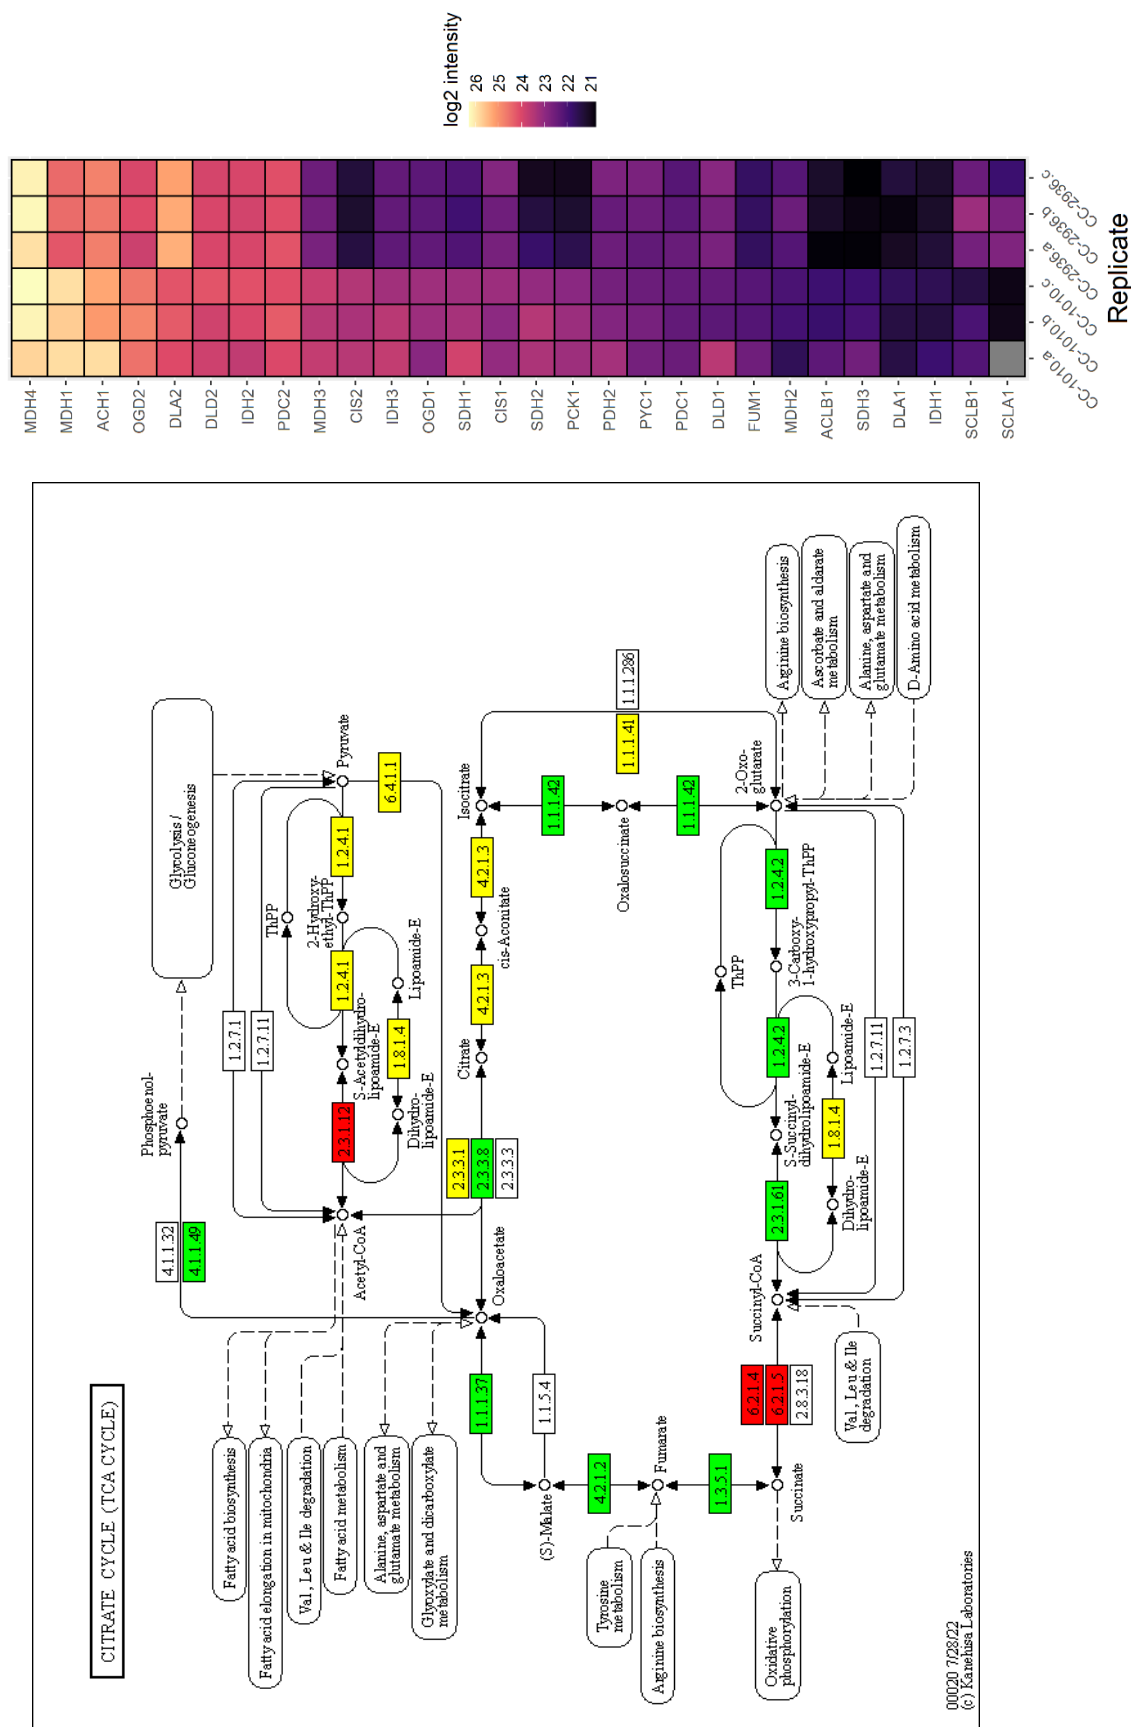 CITRATE CYCLE (TCA CYCLE)
Glycolysis /
Gluconeogenesis
Phosphoenol-
pyruvate
4.1.1.32
4.1.1.49
1.2.7.1
1.2.7.11
Pyruvate
ThPP
6.4.1.1
1.2.4.1
2-Hydroxy-
ethyl-ThPP
1.2.4.1
S-Acetyldihydro-
lipoamide-E
2.3.1.12
Acetyl-CoA
Lipoamide-E
1.8.1.4
Dihydro-
lipoamide-E
Fatty acid biosynthesis
Fatty acid elongation in mitochondria
Val, Leu & Ile degradation
Fatty acid metabolism
Alanine, aspartate and
glutamate metabolism
Glyoxylate and dicarboxylate
metabolism
2.3.3.1
2.3.3.8
2.3.3.3
Oxaloacetate
Citrate
4.2.1.3
cis-Aconitate
4.2.1.3
Isocitrate
1.1.1.42
Oxalosuccinate
1.1.1.42
1.1.1.41
1.1.1.286
2-Oxo-
glutarate
1.1.1.37
1.1.5.4
(S)-Malate
4.2.1.2
Fumarate
1.3.5.1
Succinate
Tyrosine
metabolism
Arginine biosynthesis
Oxidative
phosphorylation
6.2.1.4
6.2.1.5
2.8.3.18
Succinyl-CoA
Val, Leu & Ile
degradation
2.3.1.61
S-Succinyl-
dihydrolipoamide-E
1.8.1.4
Dihydro-
lipoamide-E
Lipoamide-E
1.2.4.2
3-Carboxy-
1-hydroxypropyl-ThPP
1.2.4.2
ThPP
1.2.7.11
1.2.7.3
Arginine biosynthesis
Ascorbate and aldarate
metabolism
Alanine, aspartate and
glutamate metabolism
D-Amino acid metabolism
00020 7/28/22
(c) Kanehisa Laboratories
MDH4
MDH1
ACH1
OGD2
DLA2
DLD2
IDH2
PDC2
MDH3
CIS2
IDH3
OGD1
SDH1
CIS1
SDH2
PCK1
PDH2
PYC1
PDC1
DLD1
FUM1
MDH2
ACLB1
SDH3
DLA1
IDH1
SCLB1
SCLA1
CC-1010.a
CC-1010.b
CC-1010.c
CC-2936.a
CC-2936.b
CC-2936.c
Replicate
log2 intensity
26
25
24
23
22
21